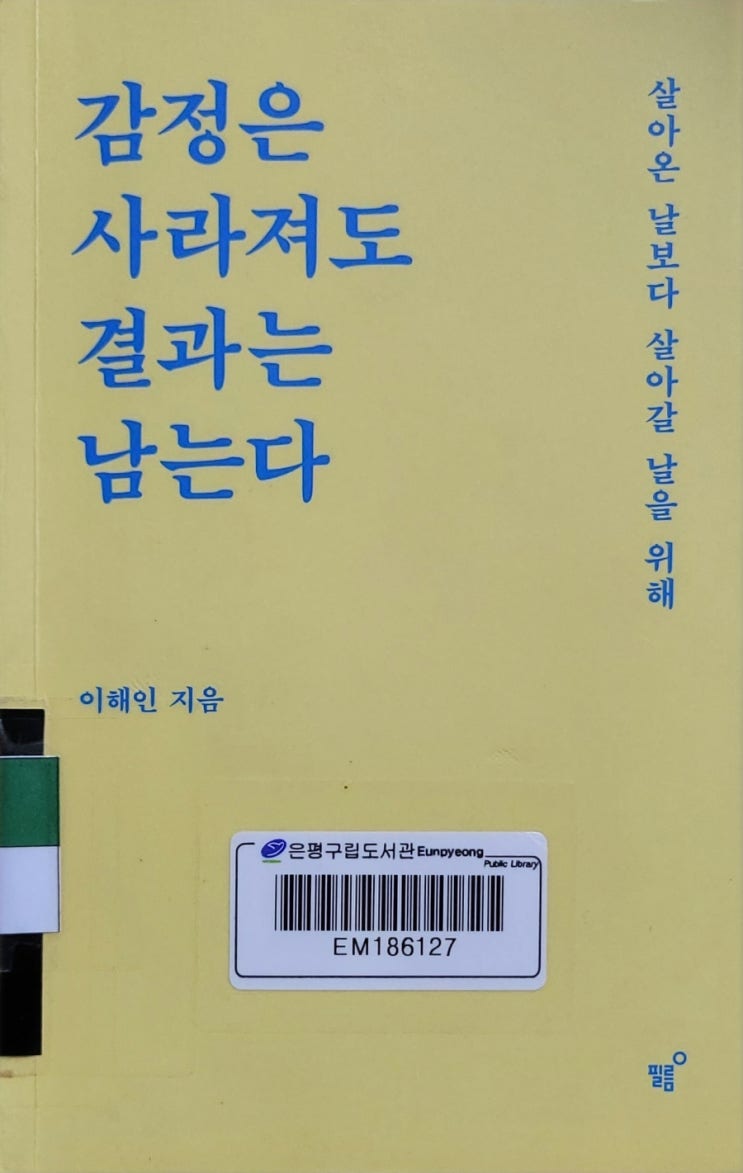 감정은
사라져도
결과는
남는다
살아온 날보다 살아갈 날을 위해
이해인 지음
은평구립도서관 Eunpyeong
Public Library
EM186127
필름